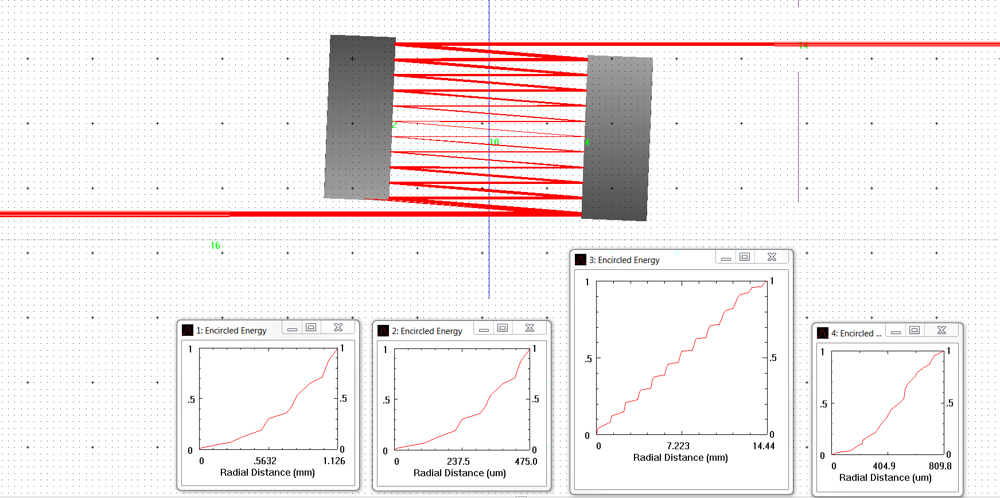 14
2
10
4
16
1: Encircled Energy
1
.5
0
1
.5
0
0 .5632 1.126
Radial Distance (mm)
2: Encircled Energy
1
.5
0
1
.5
0
0 237.5 475.0
Radial Distance (um)
3: Encircled Energy
1
.5
0
1
.5
0
0 7.223 14.44
Radial Distance (mm)
4: Encircled ...
1
.5
0
1
.5
0
0 404.9 809.8
Radial Distance (um)